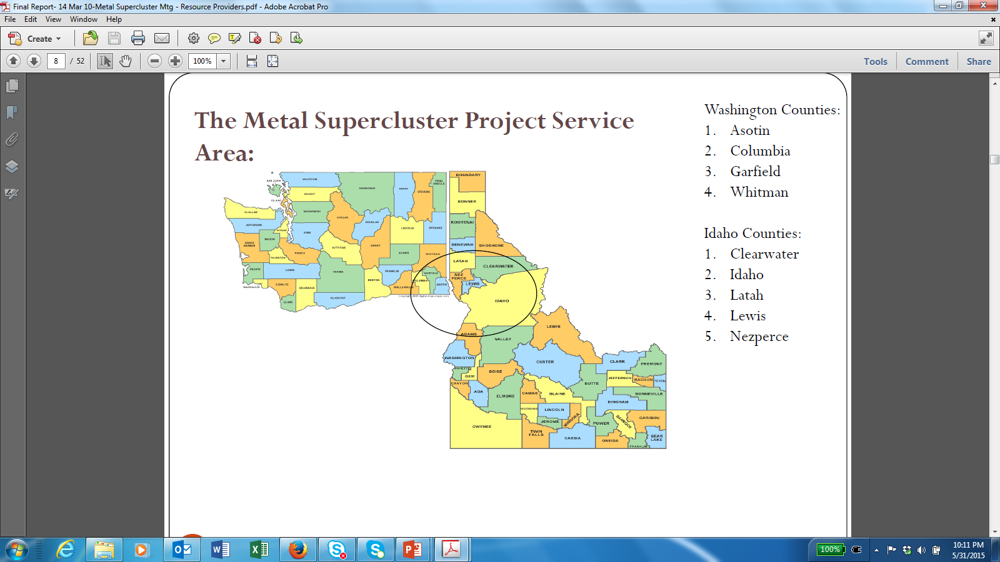 Final Report- 14 Mar 10-Metal Supercluster Mtg - Resource Providers.pdf - Adobe Acrobat Pro
File Edit View Window Help
Create
8 / 52
100%
Tools Comment Share
The Metal Supercluster Project Service
Area:
Washington Counties:
1. Asotin
2. Columbia
3. Garfield
4. Whitman
Idaho Counties:
1. Clearwater
2. Idaho
3. Latah
4. Lewis
5. Nezperce
SAN JUAN
WHATCOM
SKAGIT
ISLAND
SNOHOMISH
OKANOGAN
FERRY
STEVENS
PEND
OREILLE
CLALLAM
JEFFERSON
KITSAP
KING
CHELAN
DOUGLAS
LINCOLN
SPOKANE
GRAYS
HARBOR
MASON
THURSTON
PIERCE
KITTITAS
GRANT
ADAMS
WHITMAN
PACIFIC
LEWIS
YAKIMA
FRANKLIN
BENTON
WALLA WALLA
GARFIELD
ASOTIN
COWLITZ
SKAMANIA
CLARK
KLICKITAT
BOUNDARY
BONNER
KOOTENAI
BENEWAH
SHOSHONE
LATAH
CLEARWATER
NEZ
PERCE
LEWIS
IDAHO
ADAMS
VALLEY
LEMHI
WASHINGTON
CUSTER
CLARK
FREMONT
PAYETTE
GEM
BOISE
BUTTE
JEFFERSON
MADISON
TETON
CANYON
ADA
ELMORE
CAMAS
BLAINE
BINGHAM
BONNEVILLE
GOODING
LINCOLN
JEROME
MINIDOKA
POWER
BANNOCK
CARIBOU
OWYHEE
TWIN
FALLS
CASSIA
ONEIDA
FRANKLIN
BEAR
LAKE
100%
10:11 PM
5/31/2015